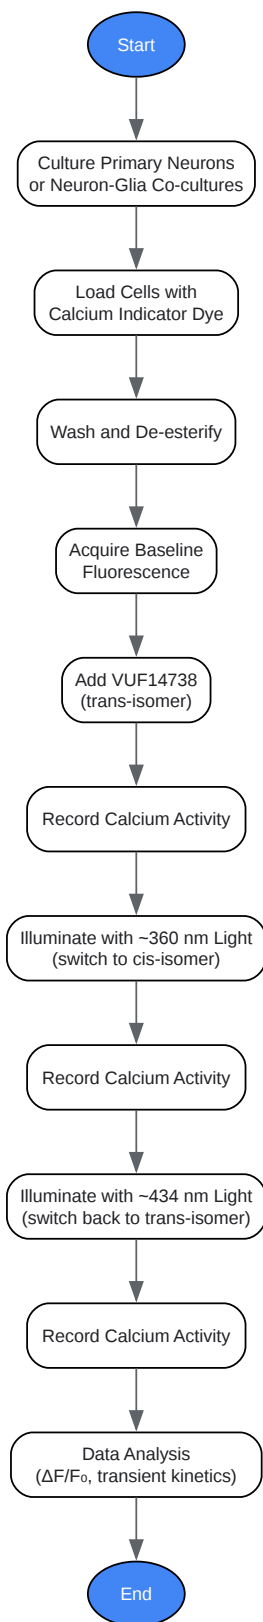 Start
Culture Primary Neurons
or Neuron-Glia Co-cultures
Load Cells with
Calcium Indicator Dye
Wash and De-esterify
Acquire Baseline
Fluorescence
Add VUF14738
(trans-isomer)
Record Calcium Activity
Illuminate with ~360 nm Light
(switch to cis-isomer)
Record Calcium Activity
Illuminate with ~434 nm Light
(switch back to trans-isomer)
Record Calcium Activity
Data Analysis
(ΔF/F₀, transient kinetics)
End